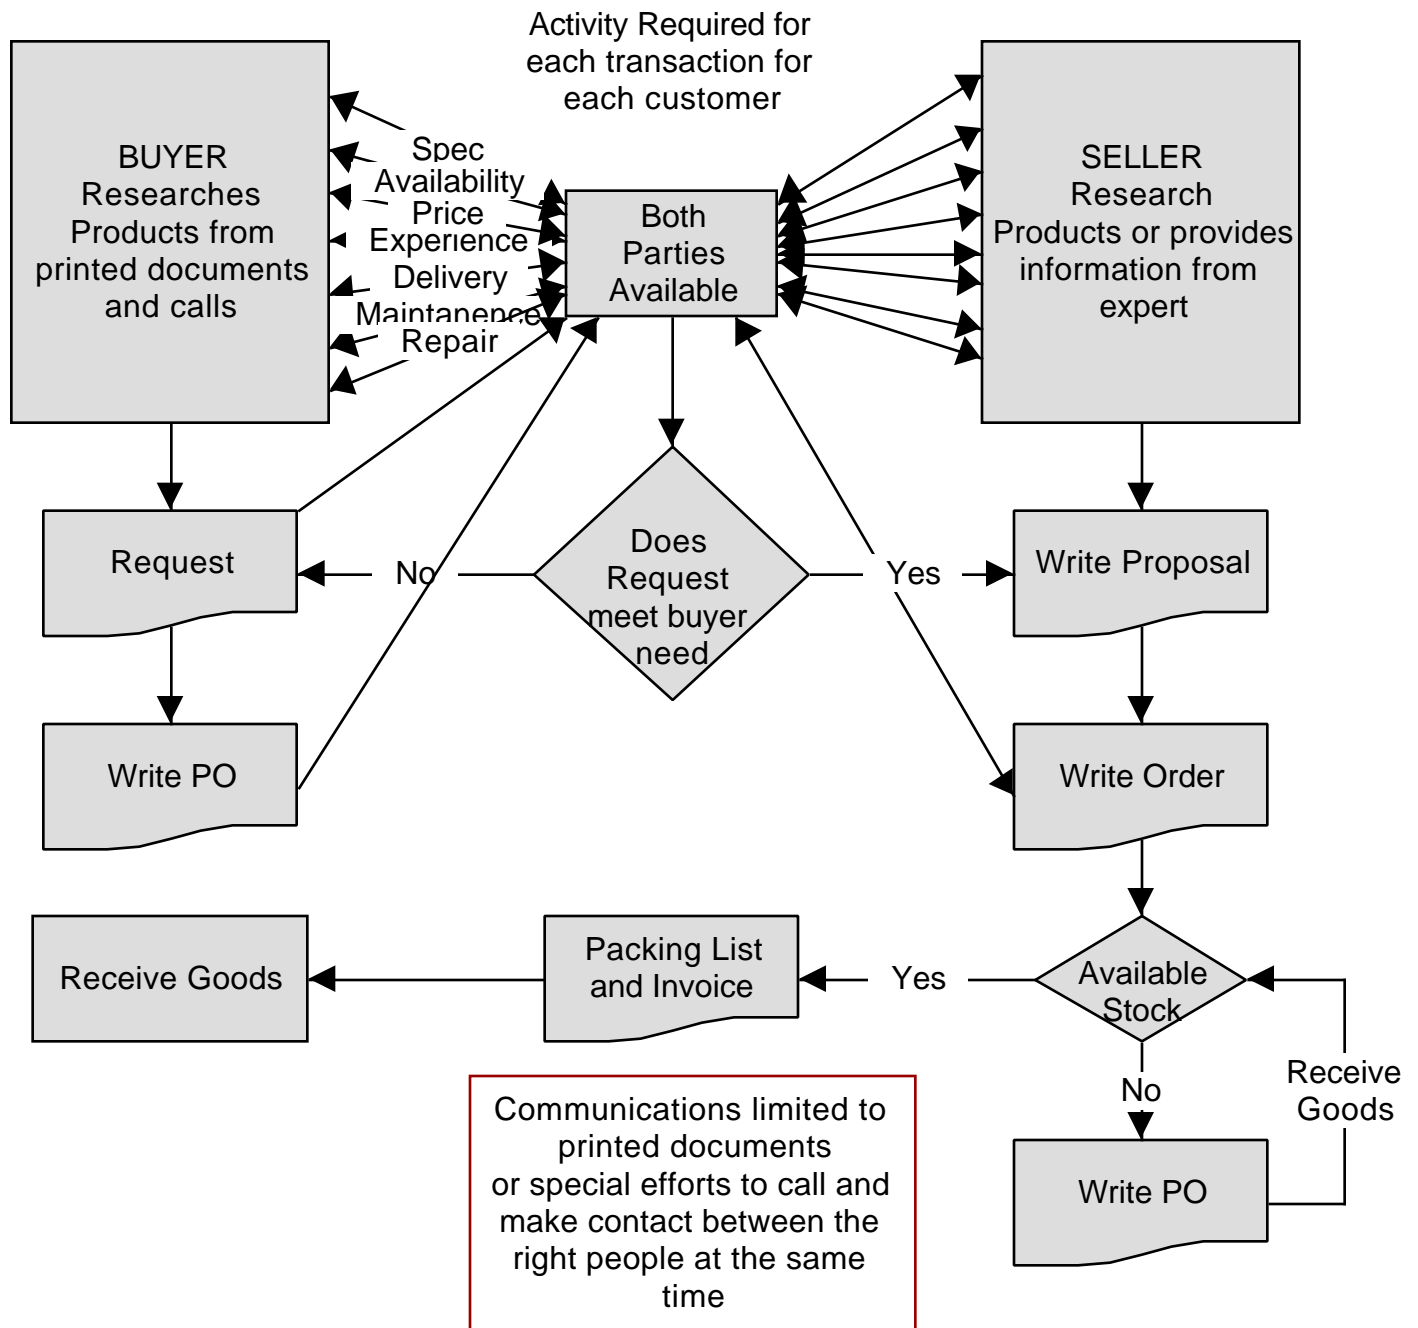 Activity Required for
each transaction for
each customer
BUYER
Researches
Products from
printed documents
and calls
Spec
Availability
Price
Experience
Delivery
Maintanence
Repair
Both
Parties
Available
SELLER
Research
Products or provides
information from
expert
Request
No
Does
Request
meet buyer
need
Yes
Write Proposal
Write PO
Write Order
Receive Goods
Packing List
and Invoice
Yes
Available
Stock
No
Receive
Goods
Write PO
Communications limited to
printed documents
or special efforts to call and
make contact between the
right people at the same
time